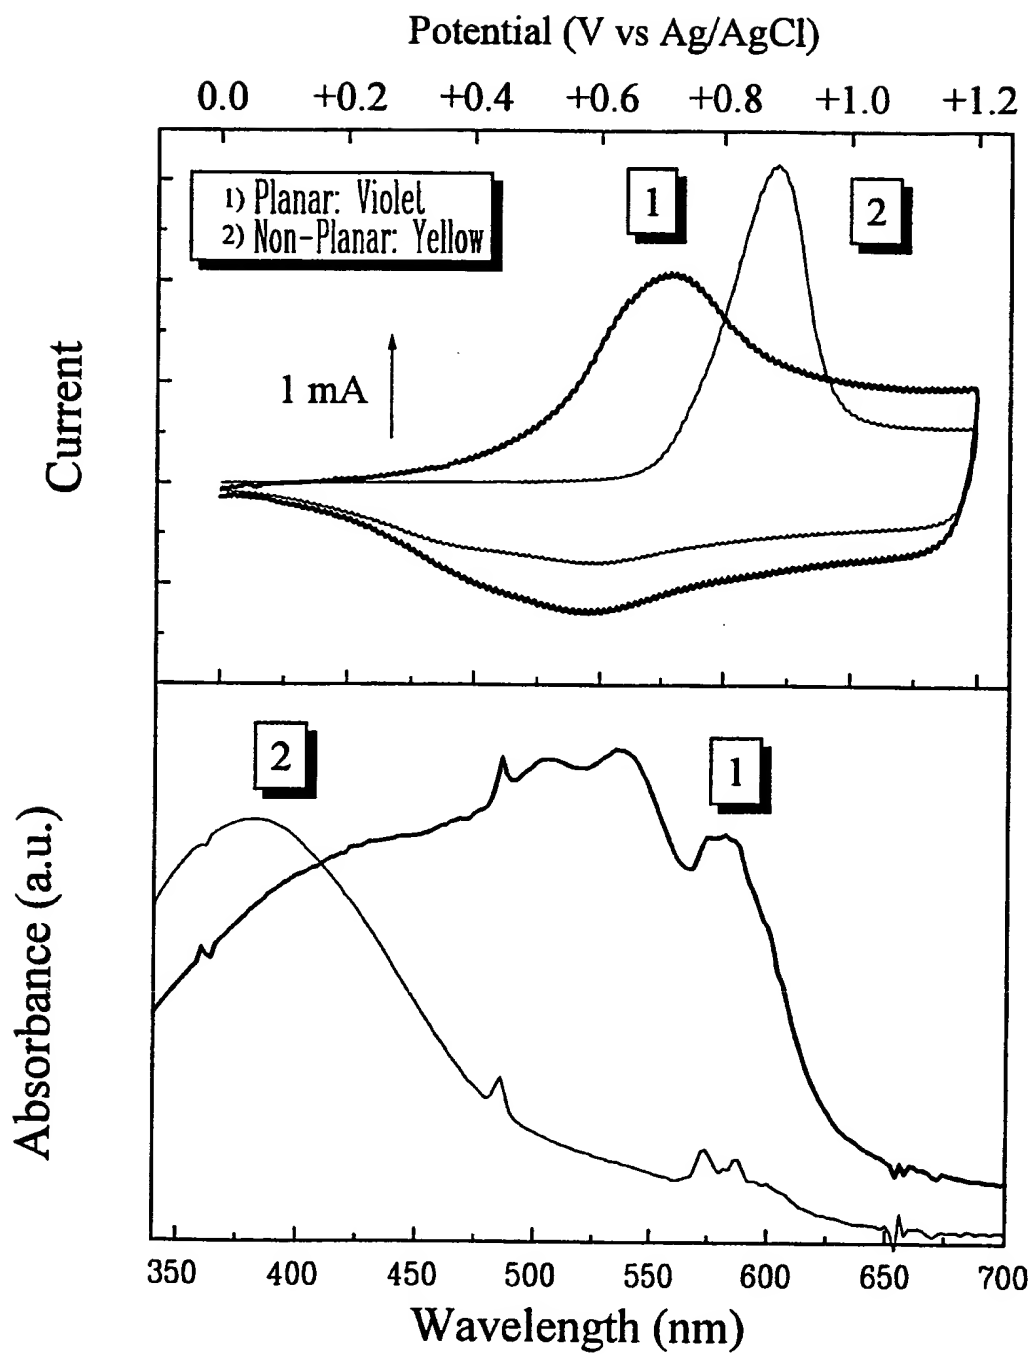 Potential (V vs Ag/AgCl)
0.0 +0.2 +0.4 +0.6 +0.8 +1.0 +1.2
1) Planar: Violet
2) Non-Planar: Yellow
1
2
1 mA
Current
2
1
Absorbance (a.u.)
350 400 450 500 550 600 650 700
Wavelength (nm)